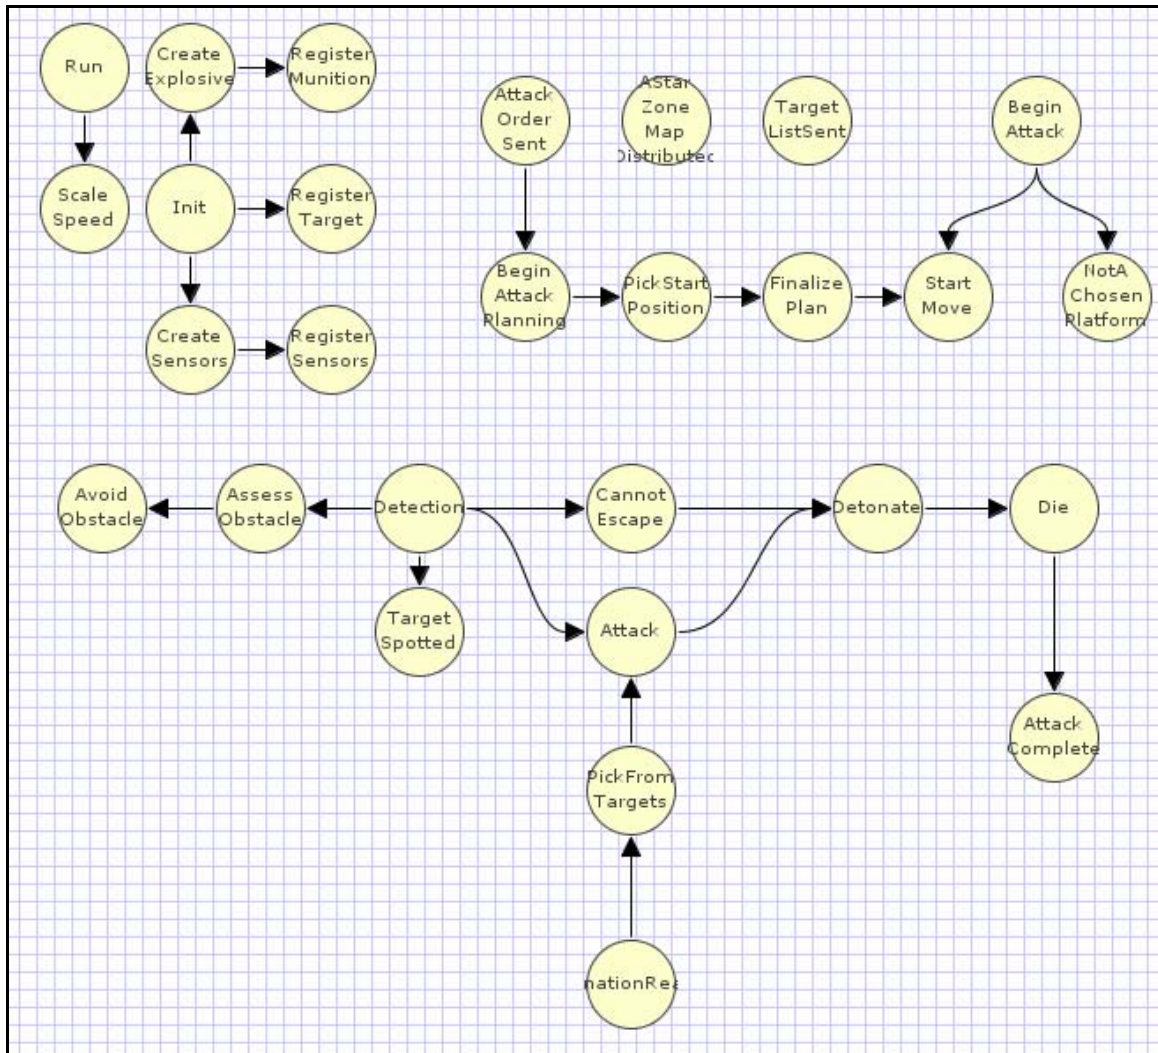 Run
Create
Explosive
Register
Munition
Scale
Speed
Init
Register
Target
Create
Sensors
Register
Sensors
Attack
Order
Sent
AStar
Zone
Map
Distributed
Target
ListSent
Begin
Attack
Begin
Attack
Planning
PickStart
Position
Finalize
Plan
Start
Move
NotA
Chosen
Platform
Avoid
Obstacle
Assess
Obstacle
Detection
Cannot
Escape
Detonate
Die
Target
Spotted
Attack
Attack
Complete
PickFrom
Targets
nationRea